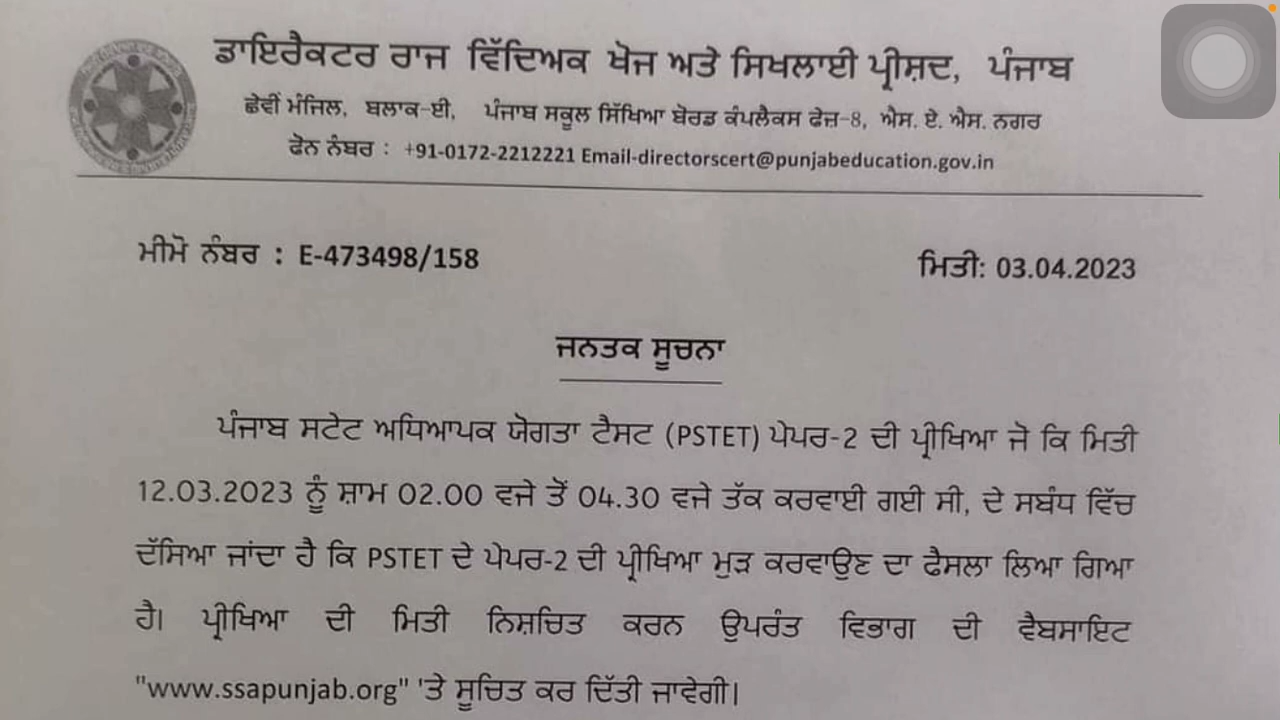 ਡਾਇਰੈਕਟਰ ਰਾਜ ਵਿੱਦਿਅਕ ਖੋਜ ਅਤੇ ਸਿਖਲਾਈ ਪ੍ਰੀਸ਼ਦ, ਪੰਜਾਬ
ਛੇਵੀਂ ਮੰਜਿਲ, ਬਲਾਕ-ਈ, ਪੰਜਾਬ ਸਕੂਲ ਸਿੱਖਿਆ ਬੋਰਡ ਕੰਪਲੈਕਸ ਫੇਜ਼-8, ਐਸ. ਏ. ਐਸ. ਨਗਰ
ਫੋਨ ਨੰਬਰ : +91-0172-2212221 Email-directorscert@punjabeducation.gov.in
ਮੀਮੋ ਨੰਬਰ : E-473498/158 ਮਿਤੀ: 03.04.2023
ਜਨਤਕ ਸੂਚਨਾ
ਪੰਜਾਬ ਸਟੇਟ ਅਧਿਆਪਕ ਯੋਗਤਾ ਟੈਸਟ (PSTET) ਪੇਪਰ-2 ਦੀ ਪ੍ਰੀਖਿਆ ਜੋ ਕਿ ਮਿਤੀ
12.03.2023 ਨੂੰ ਸ਼ਾਮ 02.00 ਵਜੇ ਤੋਂ 04.30 ਵਜੇ ਤੱਕ ਕਰਵਾਈ ਗਈ ਸੀ, ਦੇ ਸਬੰਧ ਵਿੱਚ
ਦੱਸਿਆ ਜਾਂਦਾ ਹੈ ਕਿ PSTET ਦੇ ਪੇਪਰ-2 ਦੀ ਪ੍ਰੀਖਿਆ ਮੁੜ ਕਰਵਾਉਣ ਦਾ ਫੈਸਲਾ ਲਿਆ ਗਿਆ
ਹੈ। ਪ੍ਰੀਖਿਆ ਦੀ ਮਿਤੀ ਨਿਸ਼ਚਿਤ ਕਰਨ ਉਪਰੰਤ ਵਿਭਾਗ ਦੀ ਵੈਬਸਾਇਟ
"www.ssapunjab.org" 'ਤੇ ਸੂਚਿਤ ਕਰ ਦਿੱਤੀ ਜਾਵੇਗੀ।